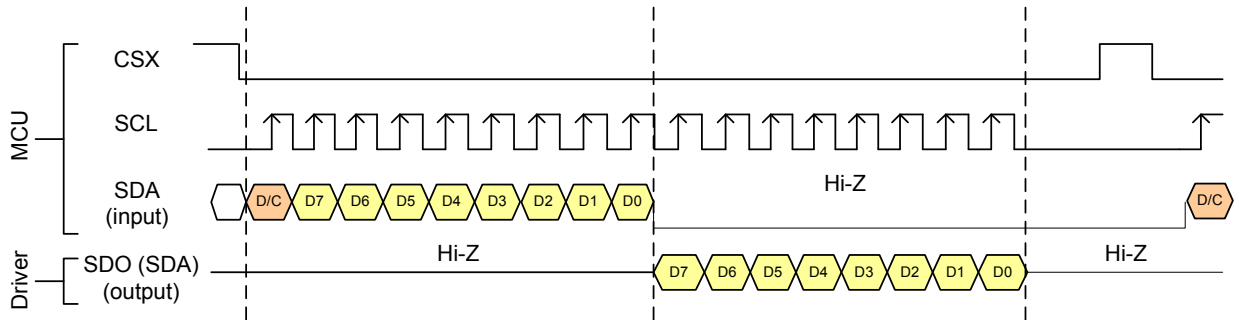 MCU
CSX
SCL
SDA
(input)
D/C D7 D6 D5 D4 D3 D2 D1 D0
Hi-Z
D/C
Driver
SDO (SDA)
(output)
Hi-Z
D7 D6 D5 D4 D3 D2 D1 D0
Hi-Z